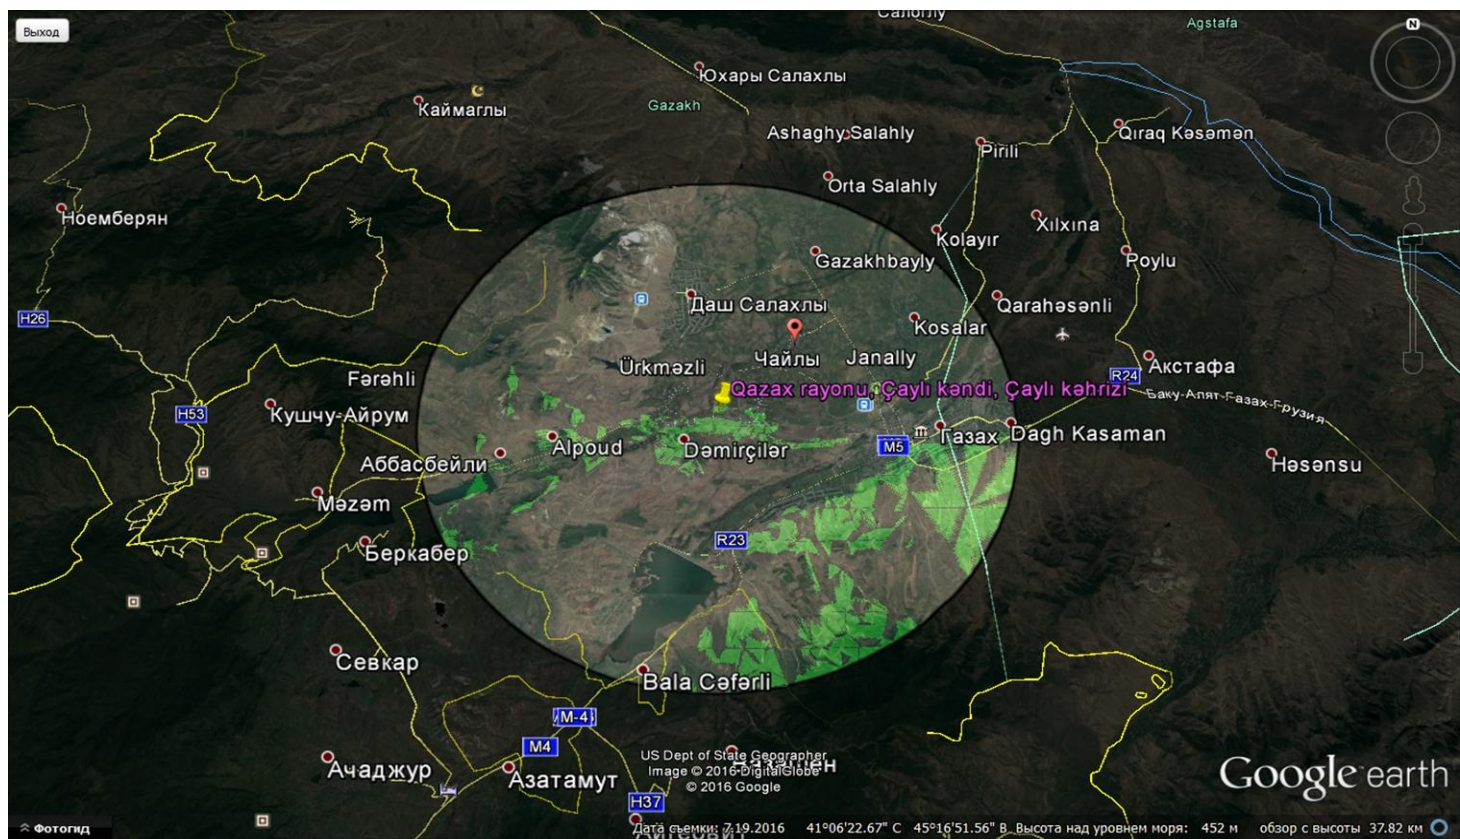 Салоглу
Выход
Agstafa
N
Юхары Салахлы
Каймаглы
Gazakh
Ashaghy Salahly
Qıraq Kəsəmən
Pirili
Orta Salahly
Ноемберян
Xılxına
Kolayır
Gazakhbayly
Poylu
Даш Салахлы
Qarahəsənli
H26
Kosalar
Чайлы
Janally
Ürkməzli
Акстафа
Fərəhli
R24
Qazax rayonu, Çaylı kəndi, Çaylı kəhrizi
Баку-Алят-Газах-Грузия
H53
Кушчу-Айрум
Газах
Dagh Kasaman
M5
Alpoud
Dəmirçilər
Аббасбейли
Həsənsu
Məzəm
R23
Беркабер
Севкар
Bala Cəfərli
M-4
M4
US Dept of State Geographer
Image © 2016 DigitalGlobe
© 2016 Google
Ачаджур
Азатамут
Google earth
H37
Фотогид
Дата съемки: 7.19.2016 41°06'22.67" С 45°16'51.56" В Высота над уровнем моря: 452 м обзор с высоты 37.82 км